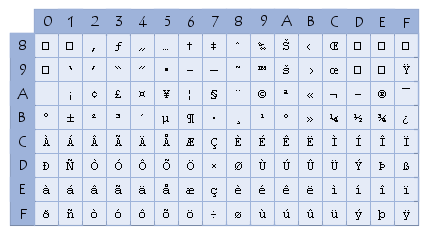 0 1 2 3 4 5 6 7 8 9 A B C D E F
8 □ □ ‚ ƒ „ … † ‡ ˆ ‰ Š ‹ Œ □ □ □
9 □ ‘ ’ “ ” • – — ˜ ™ š › œ □ □ Ÿ
A ¡ ¢ £ ¤ ¥ ¦ § ¨ © ª « ¬ - ® ¯
B ° ± ² ³ ´ µ ¶ · ¸ ¹ º » ¼ ½ ¾ ¿
C À Á Â Ã Ä Å Æ Ç È É Ê Ë Ì Í Î Ï
D Ð Ñ Ò Ó Ô Õ Ö × Ø Ù Ú Û Ü Ý Þ ß
E à á â ã ä å æ ç è é ê ë ì í î ï
F ð ñ ò ó ô õ ö ÷ ø ù ú û ü ý þ ÿ